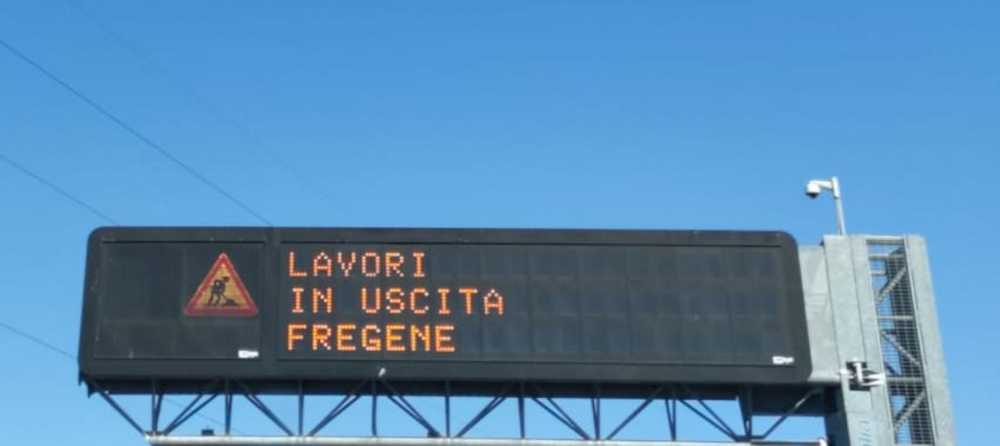 LAVORI
IN USCITA
FREGENE